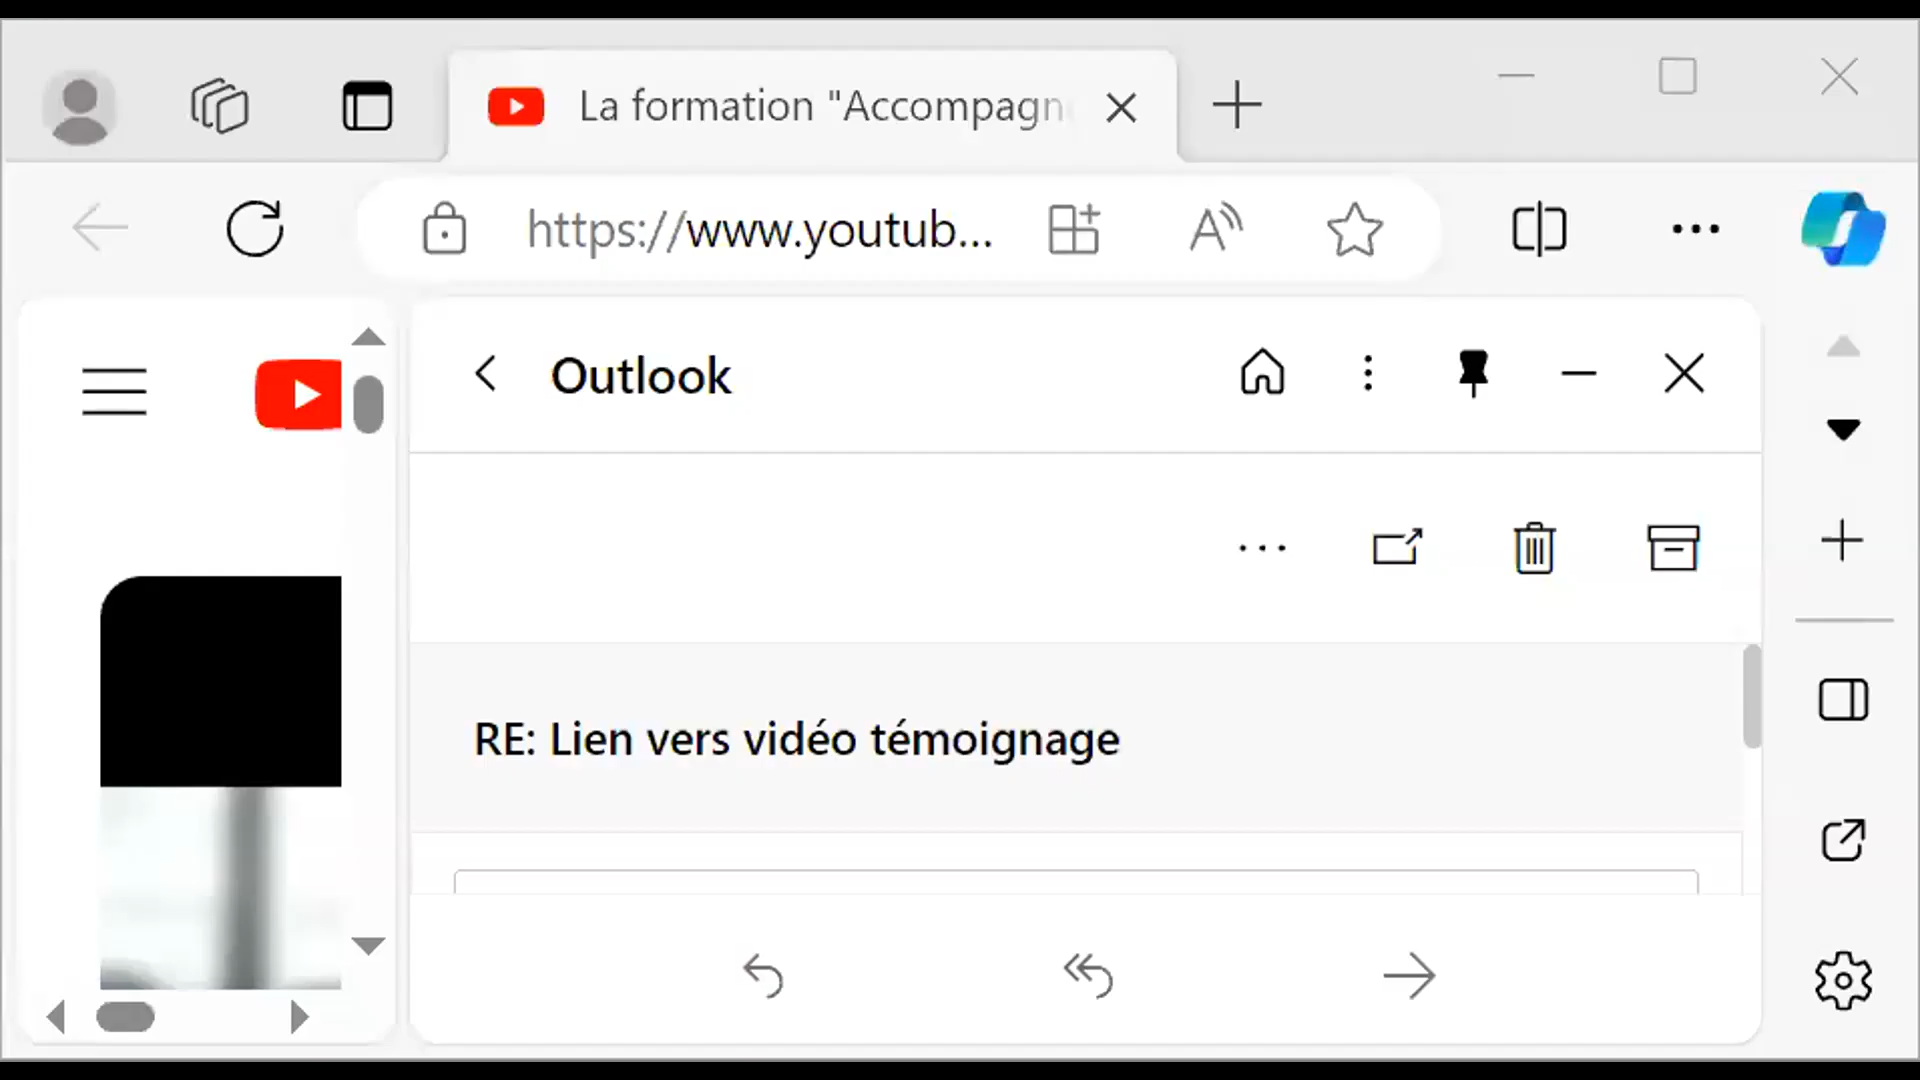 La formation "Accompagn
https://www.youtub...
Outlook
RE: Lien vers vidéo témoignage